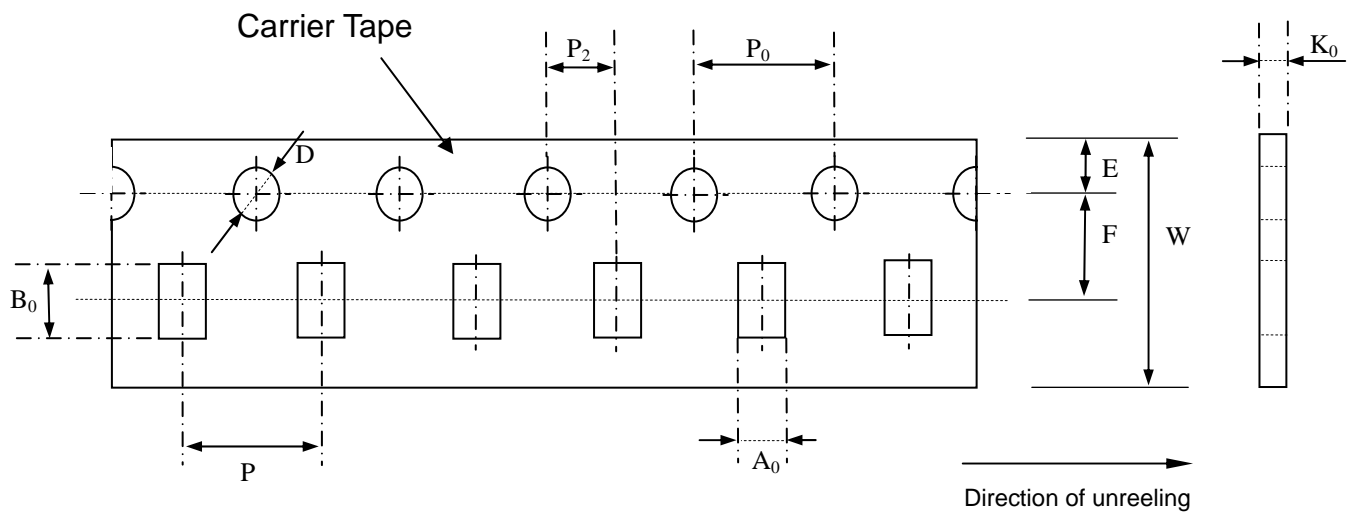 Carrier Tape
P₂
P₀
K₀
D
E
F
W
B₀
P
A₀
Direction of unreeling